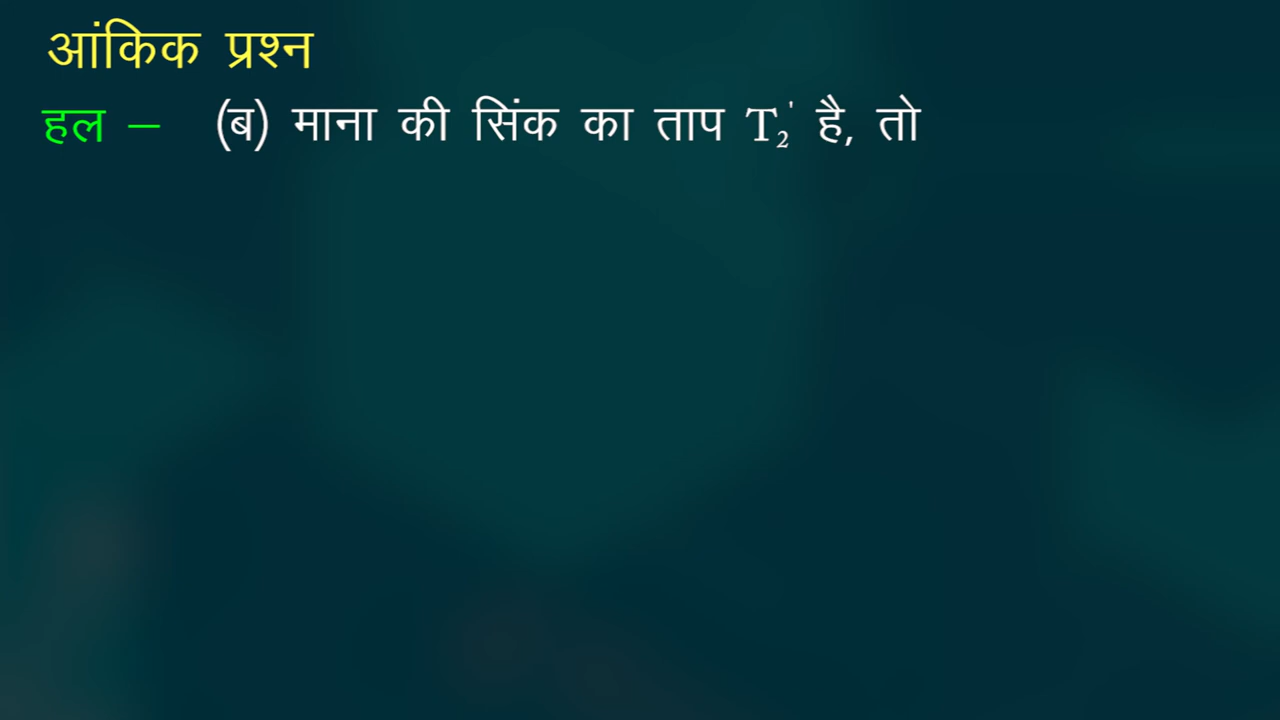 आंकिक प्रश्न
हल – (ब) माना की सिंक का ताप T₂' है, तो